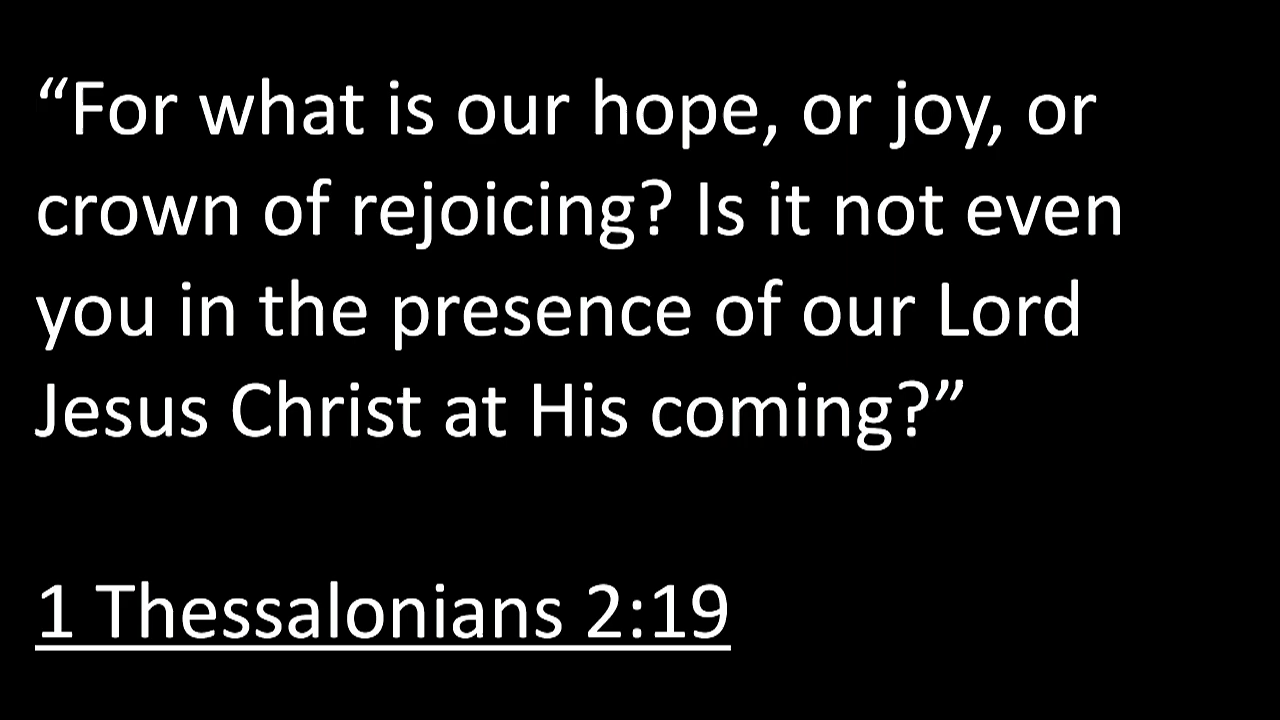 “For what is our hope, or joy, or
crown of rejoicing? Is it not even
you in the presence of our Lord
Jesus Christ at His coming?”
1 Thessalonians 2:19